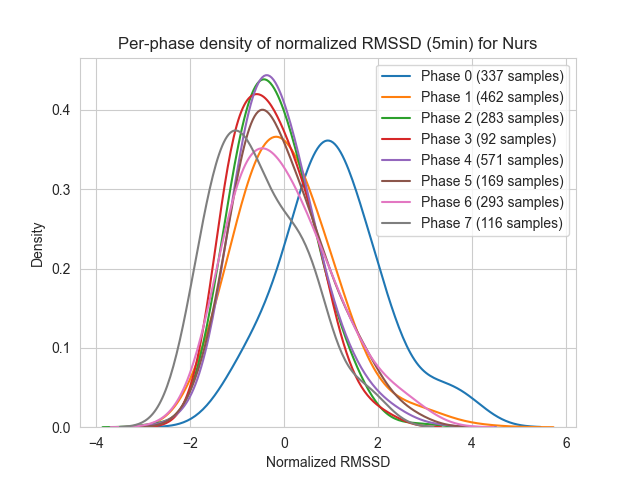 Per-phase density of normalized RMSSD (5min) for Nurs
Phase 0 (337 samples)
Phase 1 (462 samples)
Phase 2 (283 samples)
Phase 3 (92 samples)
Phase 4 (571 samples)
Phase 5 (169 samples)
Phase 6 (293 samples)
Phase 7 (116 samples)
Density
0.4
0.3
0.2
0.1
0.0
−4
−2
0
2
4
6
Normalized RMSSD